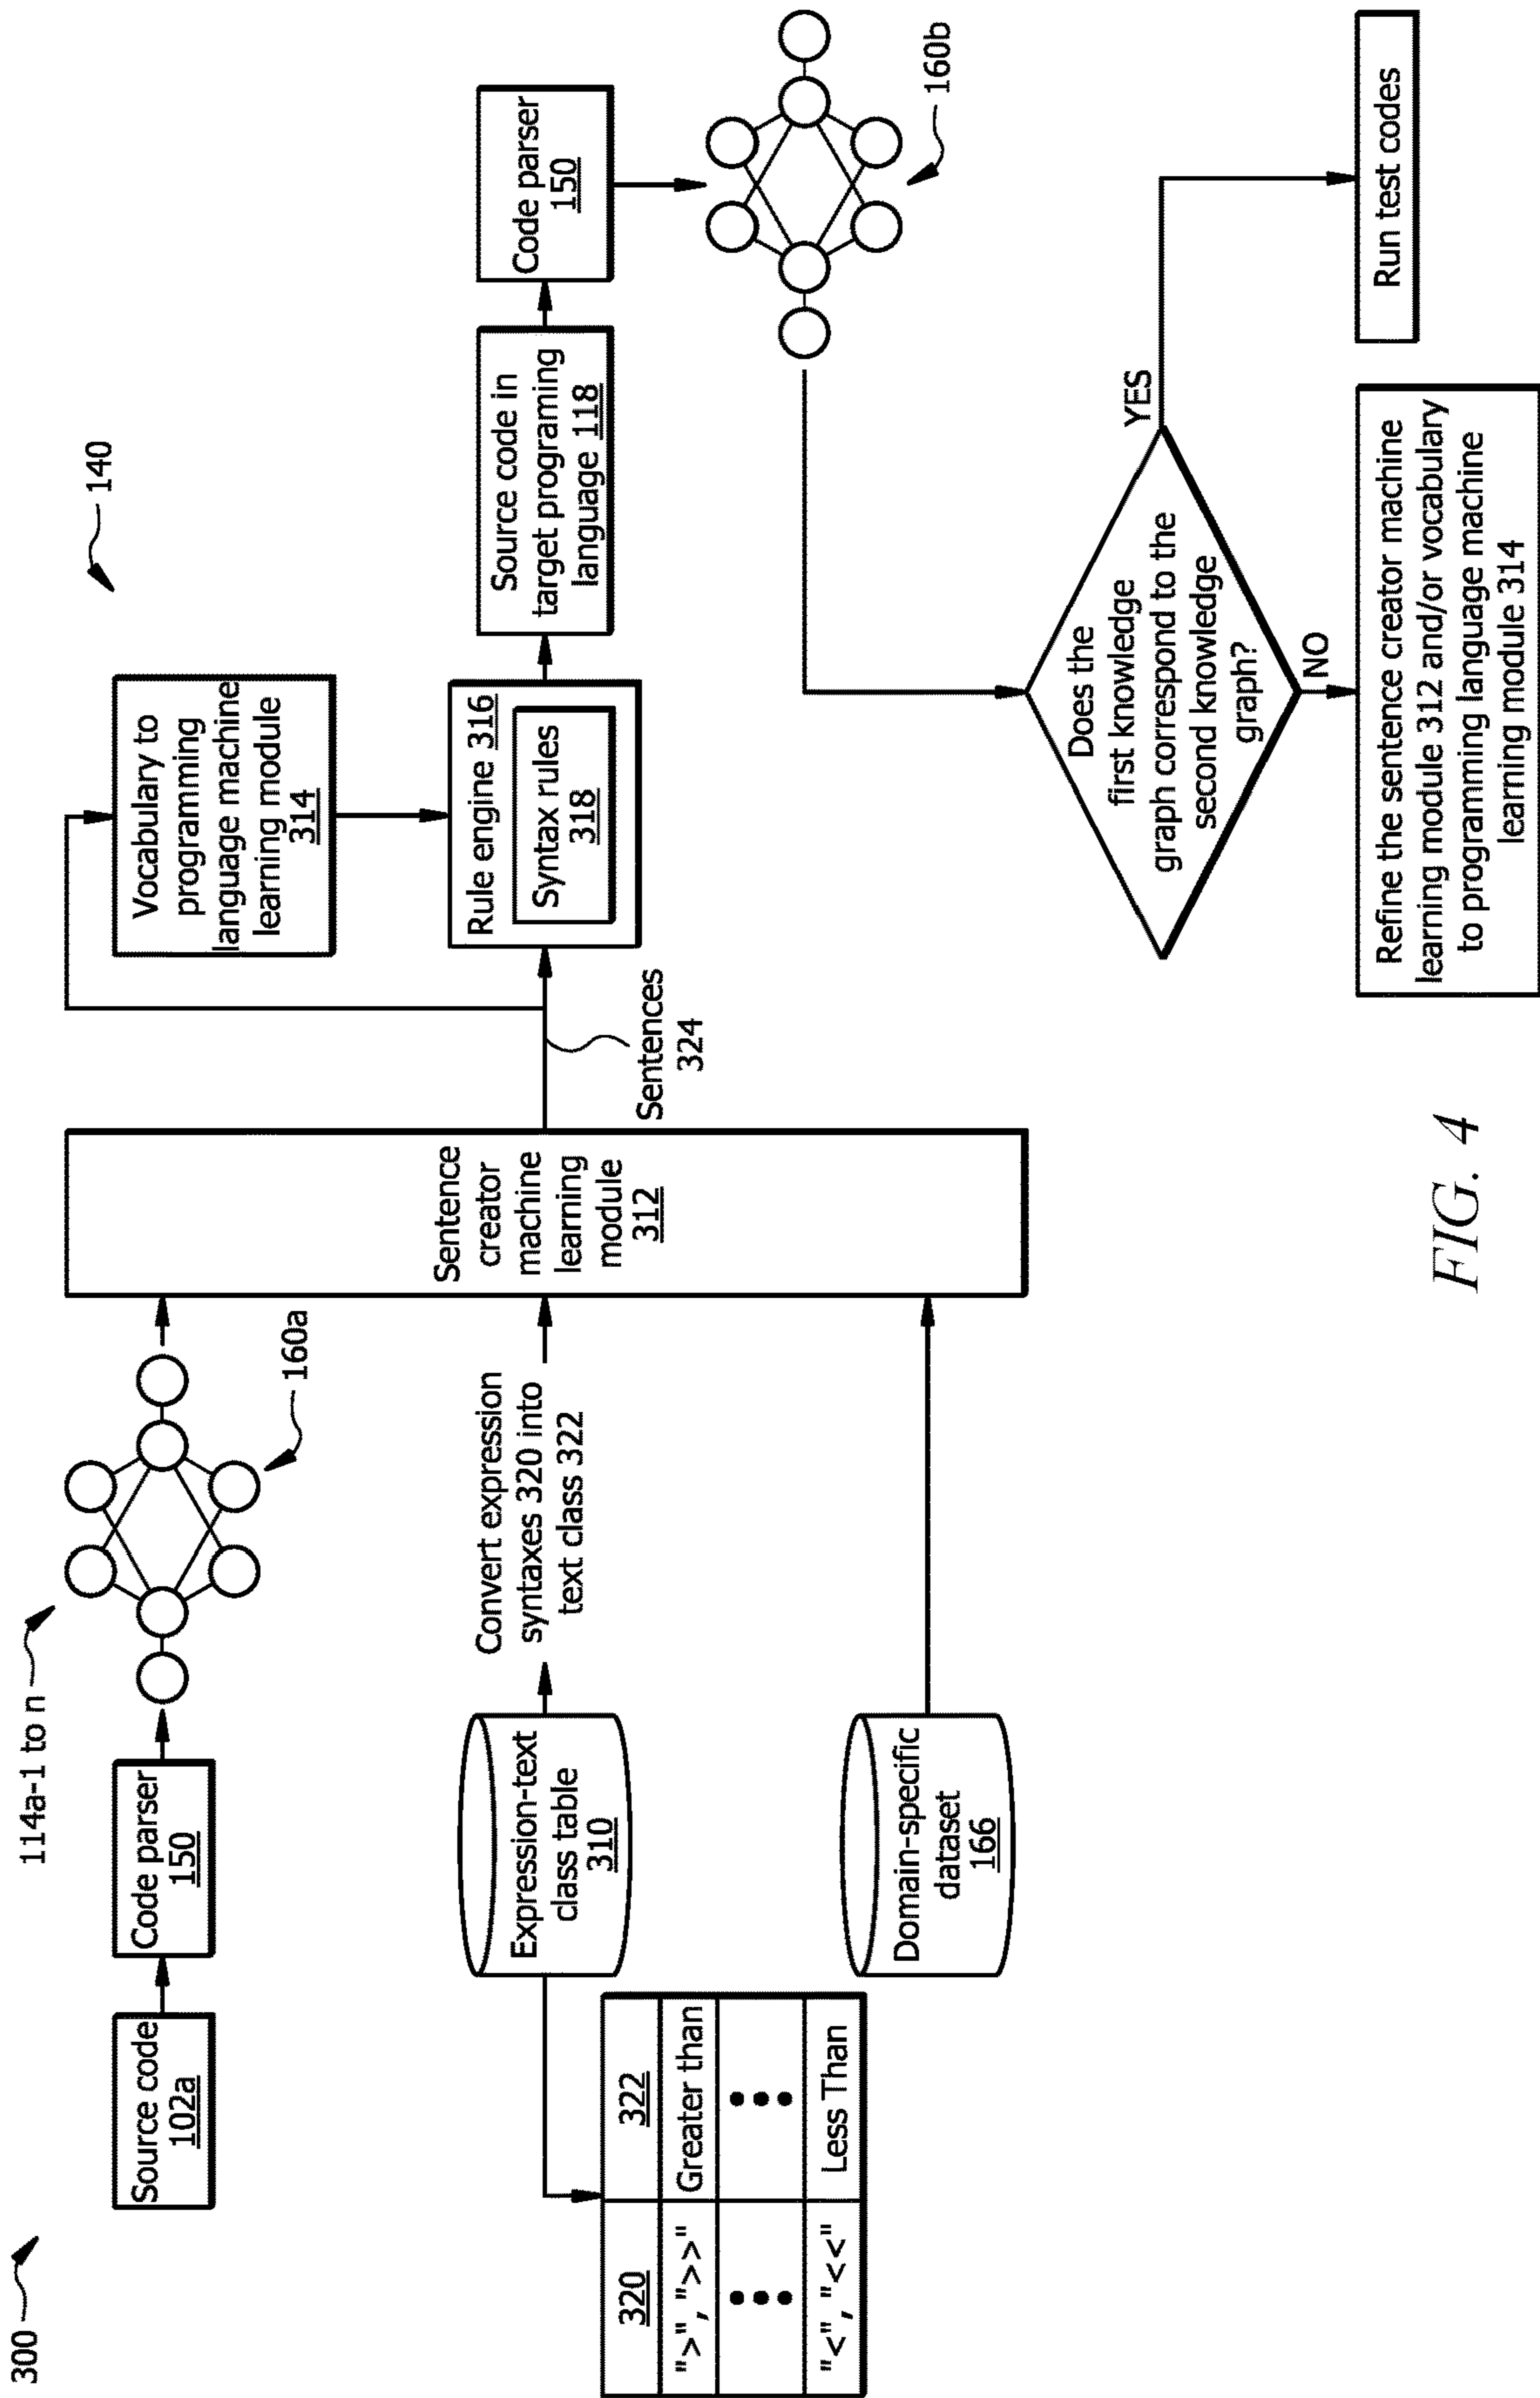 300
Source code
102a
Code parser
150
114a-1 to n
160a
Expression-text
class table
310
Convert expression
syntaxes 320 into
text class 322
320
322
">", ">>"
Greater than
"<", "<<"
Less Than
Domain-specific
dataset
166
Sentence
creator
machine
learning
module
312
Sentences
324
140
Vocabulary to
programming
language machine
learning module
314
Rule engine 316
Syntax rules
318
Source code in
target programing
language 118
Code parser
150
160b
Does the
first knowledge
graph correspond to the
second knowledge
graph?
YES
NO
Run test codes
Refine the sentence creator machine
learning module 312 and/or vocabulary
to programming language machine
learning module 314
FIG. 4